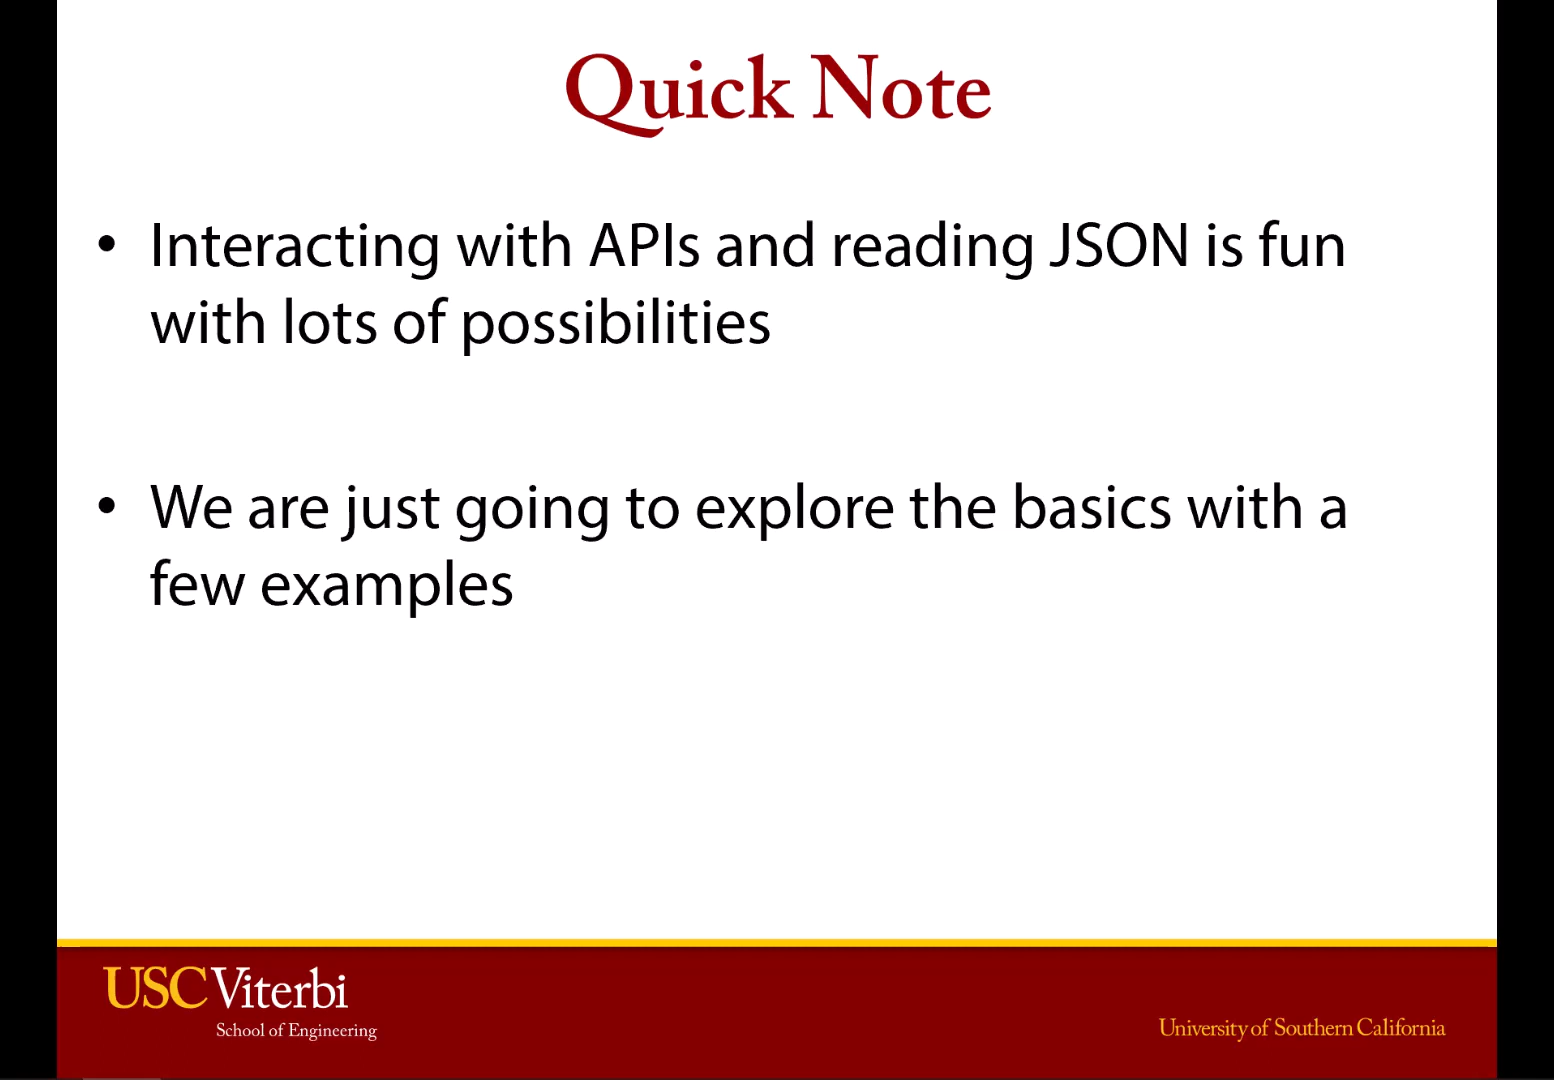 Quick Note
• Interacting with APIs and reading JSON is fun
with lots of possibilities
• We are just going to explore the basics with a
few examples
USC Viterbi
School of Engineering
University of Southern California